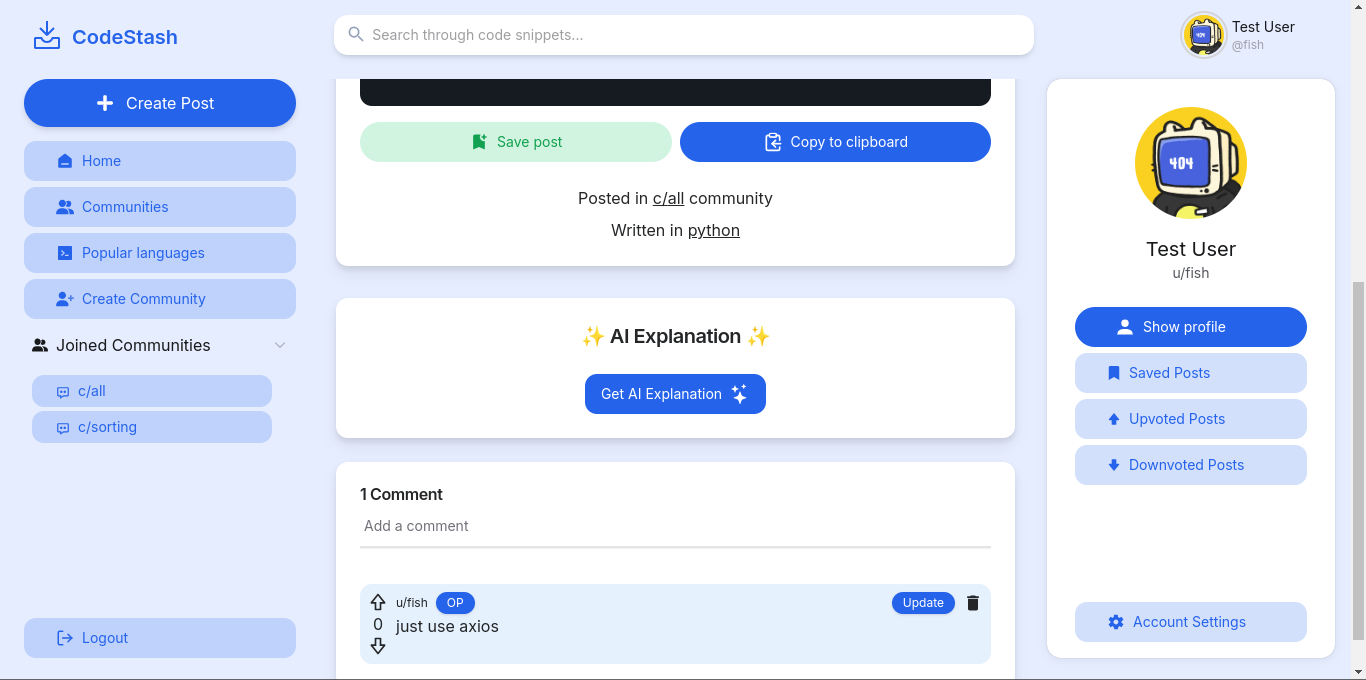 CodeStash
Search through code snippets...
Test User
@fish
Create Post
Home
Communities
Popular languages
Create Community
Joined Communities
c/all
c/sorting
Logout
Save post
Copy to clipboard
Posted in c/all community
Written in python
✨ AI Explanation ✨
Get AI Explanation
1 Comment
Add a comment
u/fish OP Update
0
just use axios
404
Test User
u/fish
Show profile
Saved Posts
Upvoted Posts
Downvoted Posts
Account Settings